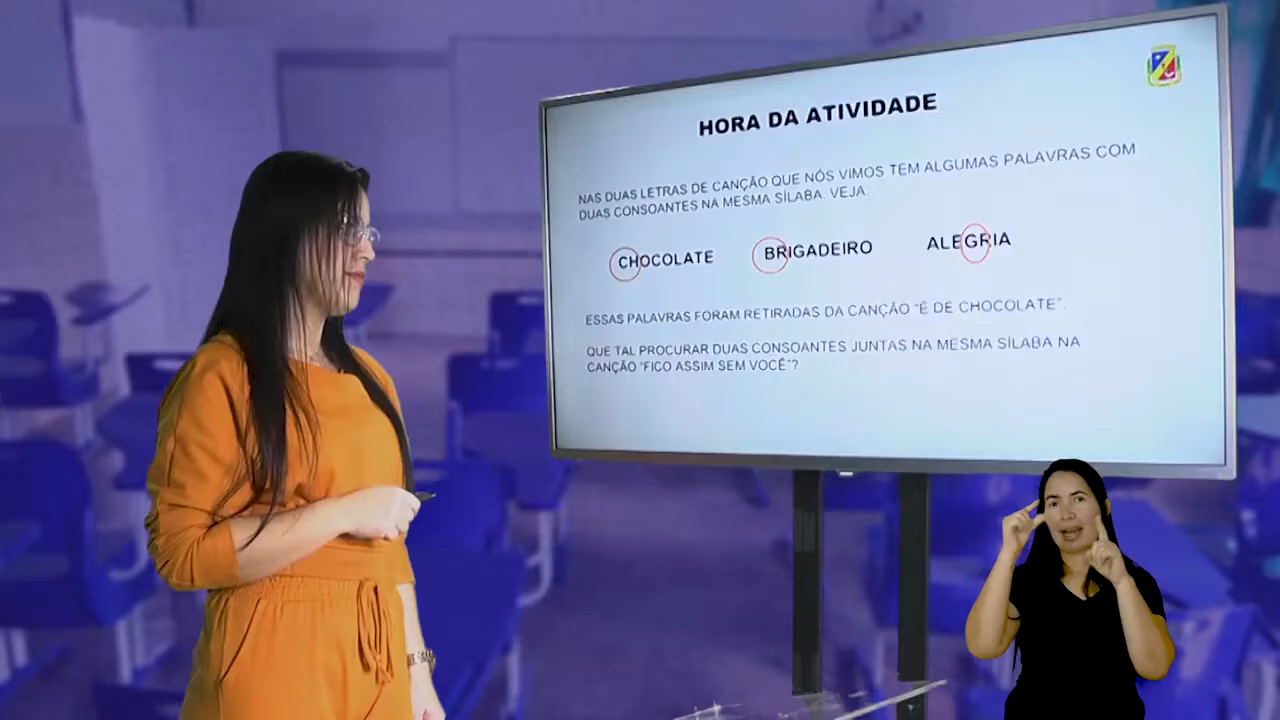 HORA DA ATIVIDADE
NAS DUAS LETRAS DE CANÇÃO QUE NÓS VIMOS TEM ALGUMAS PALAVRAS COM
DUAS CONSOANTES NA MESMA SÍLABA. VEJA:
CHOCOLATE BRIGADEIRO ALEGRIA
ESSAS PALAVRAS FORAM RETIRADAS DA CANÇÃO “É DE CHOCOLATE”.
QUE TAL PROCURAR DUAS CONSOANTES JUNTAS NA MESMA SÍLABA NA
CANÇÃO “FICO ASSIM SEM VOCÊ”?